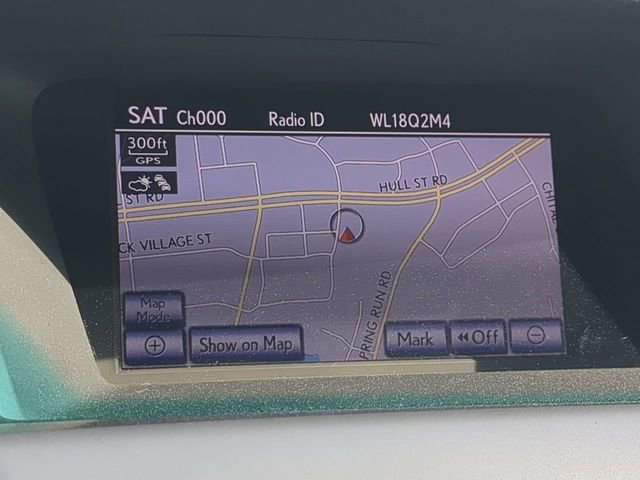 SAT Ch000 Radio ID WL18Q2M4
300ft
GPS
HULL ST RD
ST RD
CK VILLAGE ST
PRING RUN RD
Map
Mode
Show on Map
Mark
Off